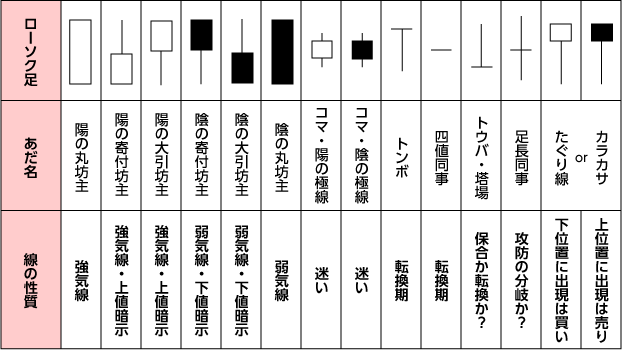 ローソク足
あだ名
陽の丸坊主
陽の寄付坊主
陽の大引坊主
陰の寄付坊主
陰の大引坊主
陰の丸坊主
コマ・陽の極線
コマ・陰の極線
トンボ
四値同事
トウバ・塔場
足長同事
たぐり線
or
カラカサ
線の性質
強気線
強気線・上値暗示
強気線・上値暗示
弱気線・下値暗示
弱気線・下値暗示
弱気線
迷い
迷い
転換期
転換期
保合か転換か?
攻防の分岐か?
下位置に出現は買い
上位置に出現は売り